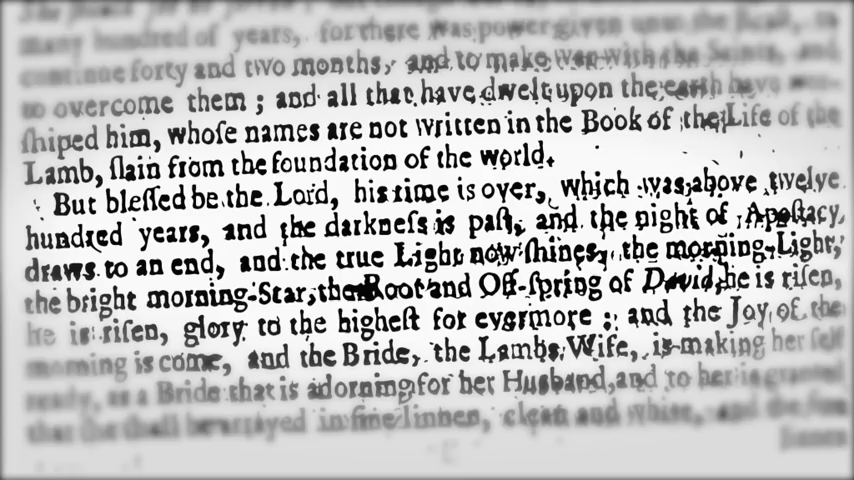 many hundred of years, for there was power given unto the Beast, to
continue forty and two months, and to make War with the Saints, and
to overcome them ; and all that have dwelt upon the earth have wor-
ſhiped him, whoſe names are not written in the Book of the Life of the
Lamb, ſlain from the foundation of the world.
But bleſſed be the Lord, his time is over, which was above twelve
hundred years, and the darkneſs is paſt, and the night of Apoſtacy,
draws to an end, and the true Light now ſhines, the morning-Light,
the bright morning-Star, the Root and Off-ſpring of David, he is riſen,
he is riſen, glory to the higheſt for evermore ; and the Joy of the
morning is come, and the Bride, the Lambs Wife, is making her ſelf
ready, as a Bride that is adorning for her Husband, and to her is granted
that ſhe ſhall be arrayed in fine linnen, clean and white, and the fine
linnen